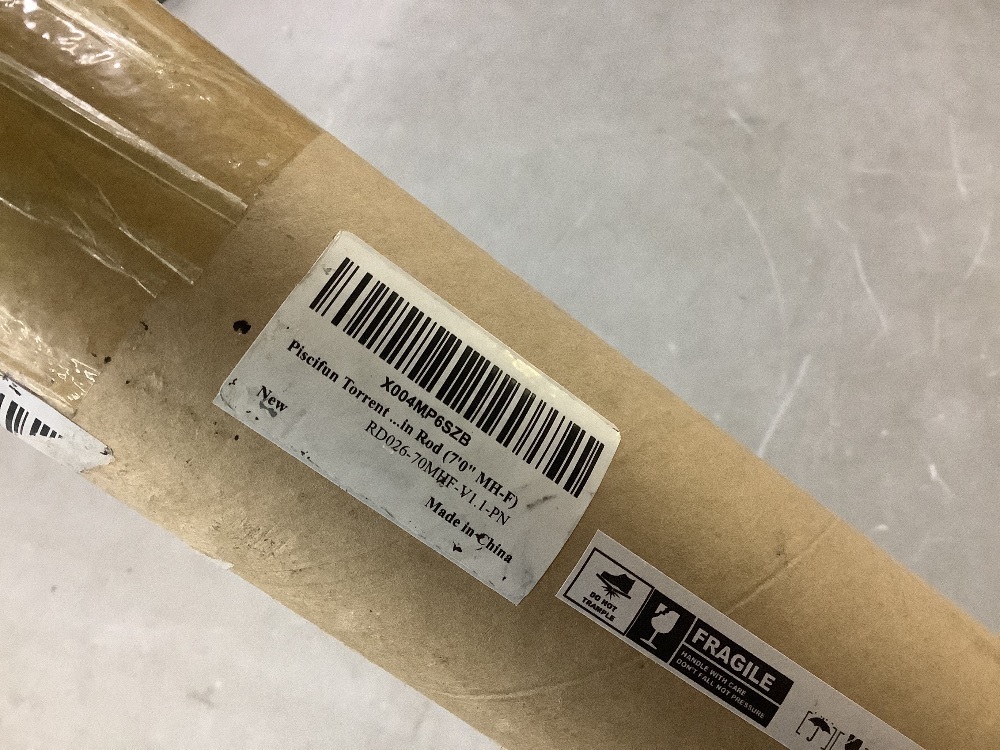 X004MP6SZB
Piscifun Torrent ...in Rod (7'0" MH-F)
New
RD026-70MHF-V1.1-PN
Made in China
DO NOT
TRAMPLE
FRAGILE
HANDLE WITH CARE
DON'T FALL NOT PRESSURE